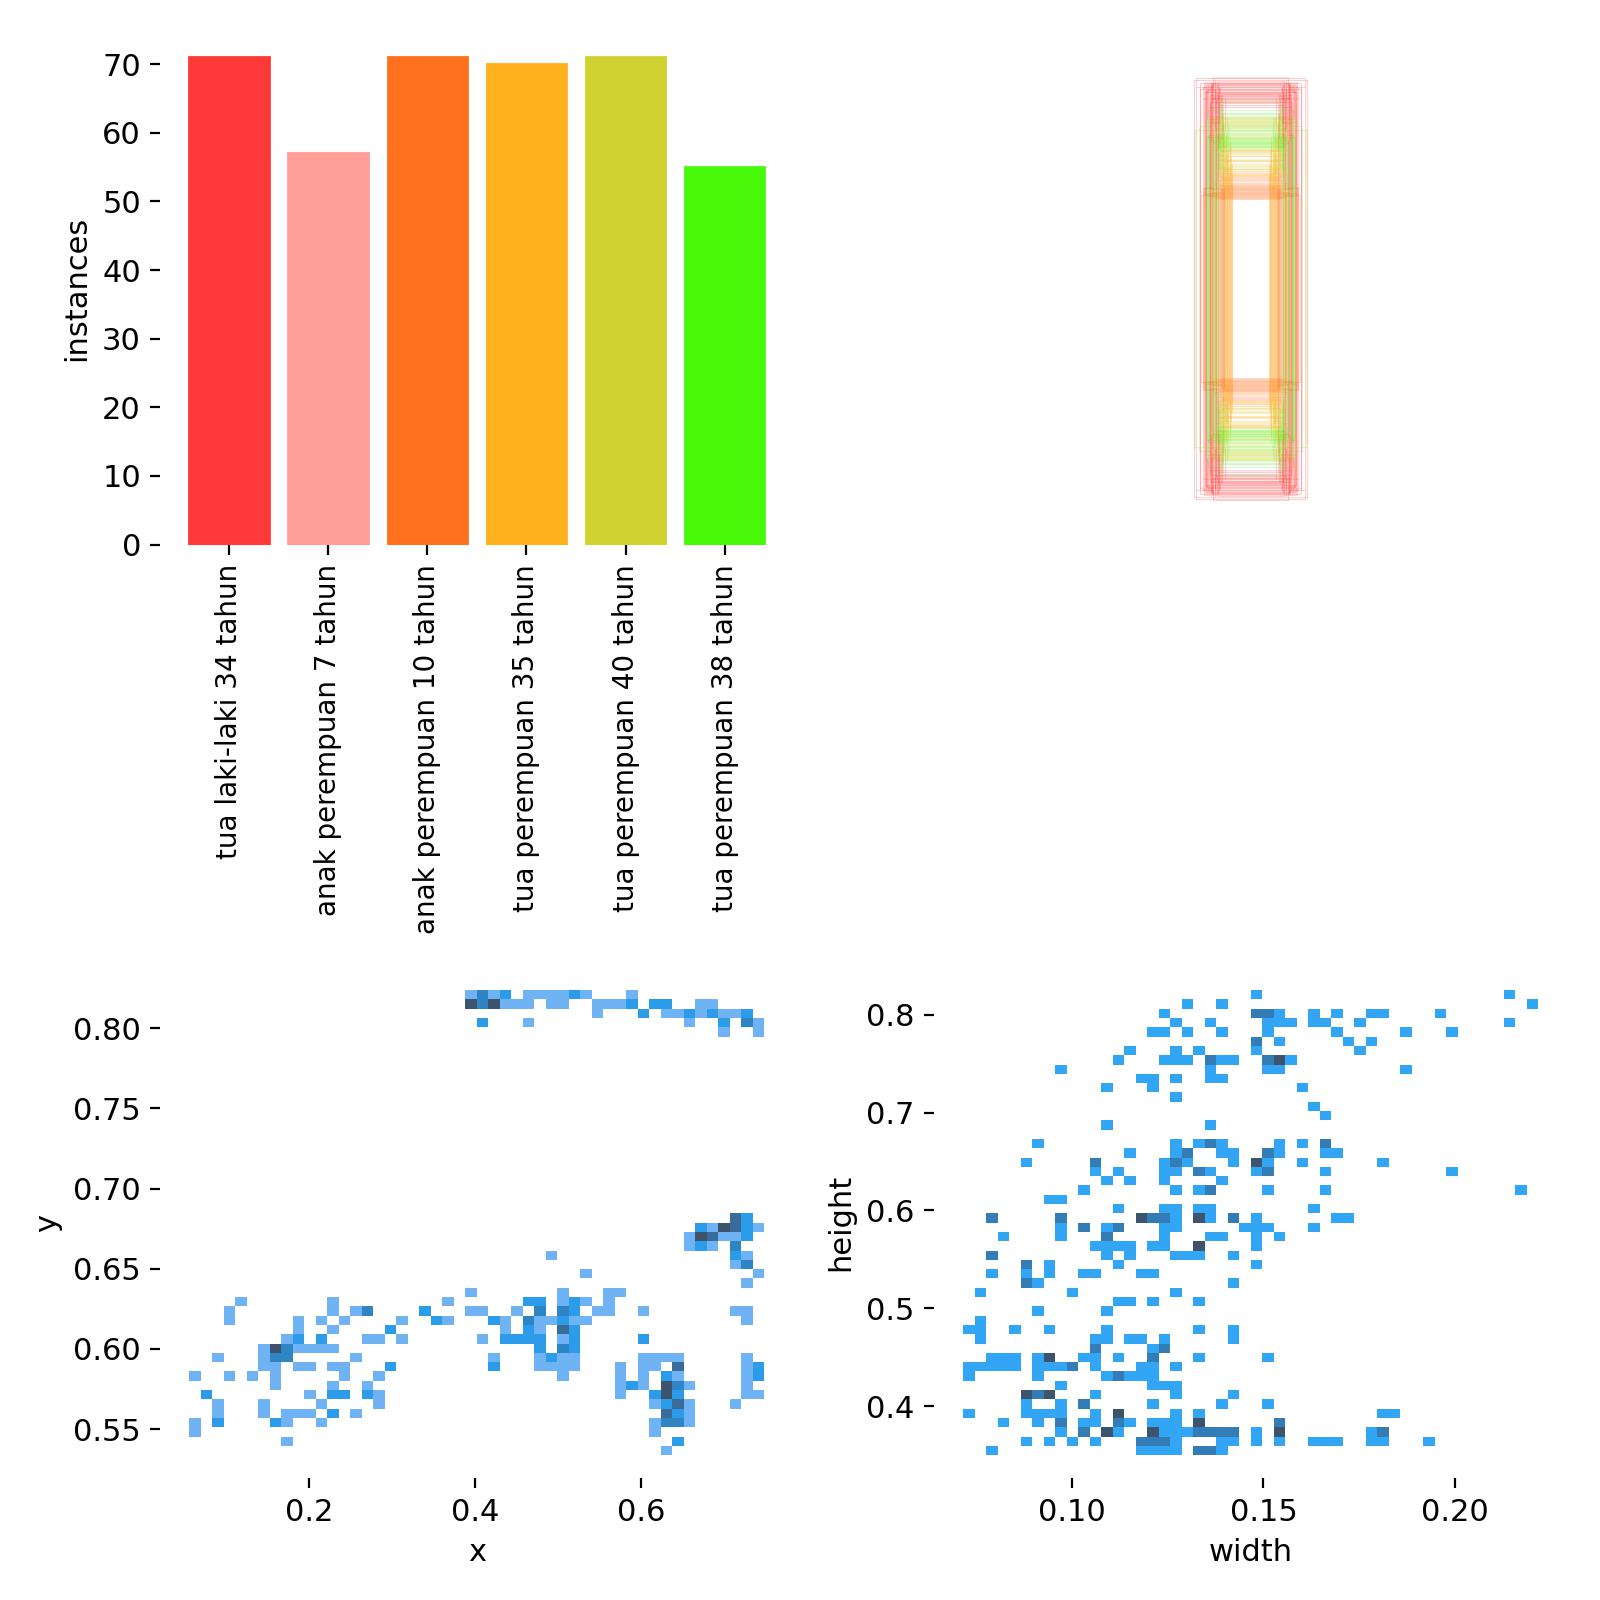 instances
70
60
50
40
30
20
10
0
tua laki-laki 34 tahun
anak perempuan 7 tahun
anak perempuan 10 tahun
tua perempuan 35 tahun
tua perempuan 40 tahun
tua perempuan 38 tahun
y
0.80
0.75
0.70
0.65
0.60
0.55
0.2 0.4 0.6
x
height
0.8
0.7
0.6
0.5
0.4
0.10 0.15 0.20
width